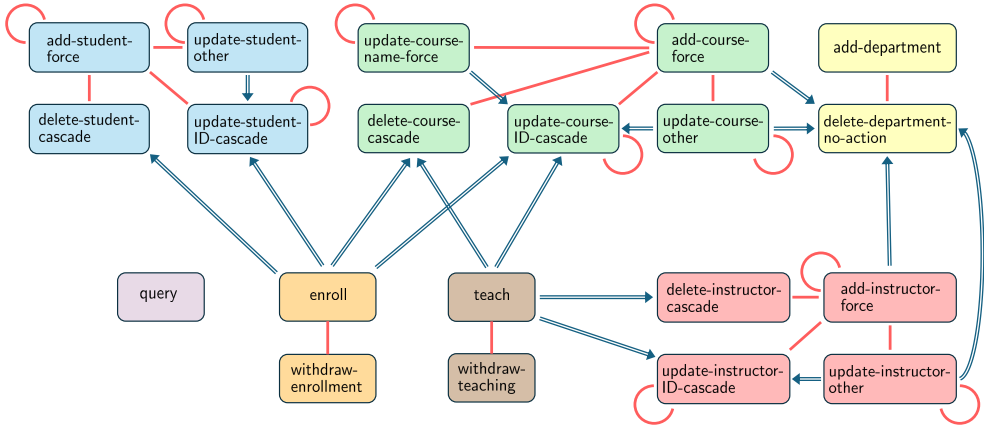 add-student-
force
update-student-
other
update-course-
name-force
add-course-
force
add-department
delete-student-
cascade
update-student-
ID-cascade
delete-course-
cascade
update-course-
ID-cascade
update-course-
other
delete-department-
no-action
query
enroll
teach
delete-instructor-
cascade
add-instructor-
force
withdraw-
enrollment
withdraw-
teaching
update-instructor-
ID-cascade
update-instructor-
other